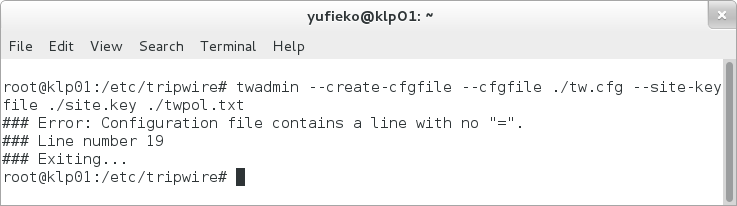 yufieko@klp01: ~
File Edit View Search Terminal Help
root@klp01:/etc/tripwire# twadmin --create-cfgfile --cfgfile ./tw.cfg --site-key
file ./site.key ./twpol.txt
### Error: Configuration file contains a line with no "=".
### Line number 19
### Exiting...
root@klp01:/etc/tripwire#